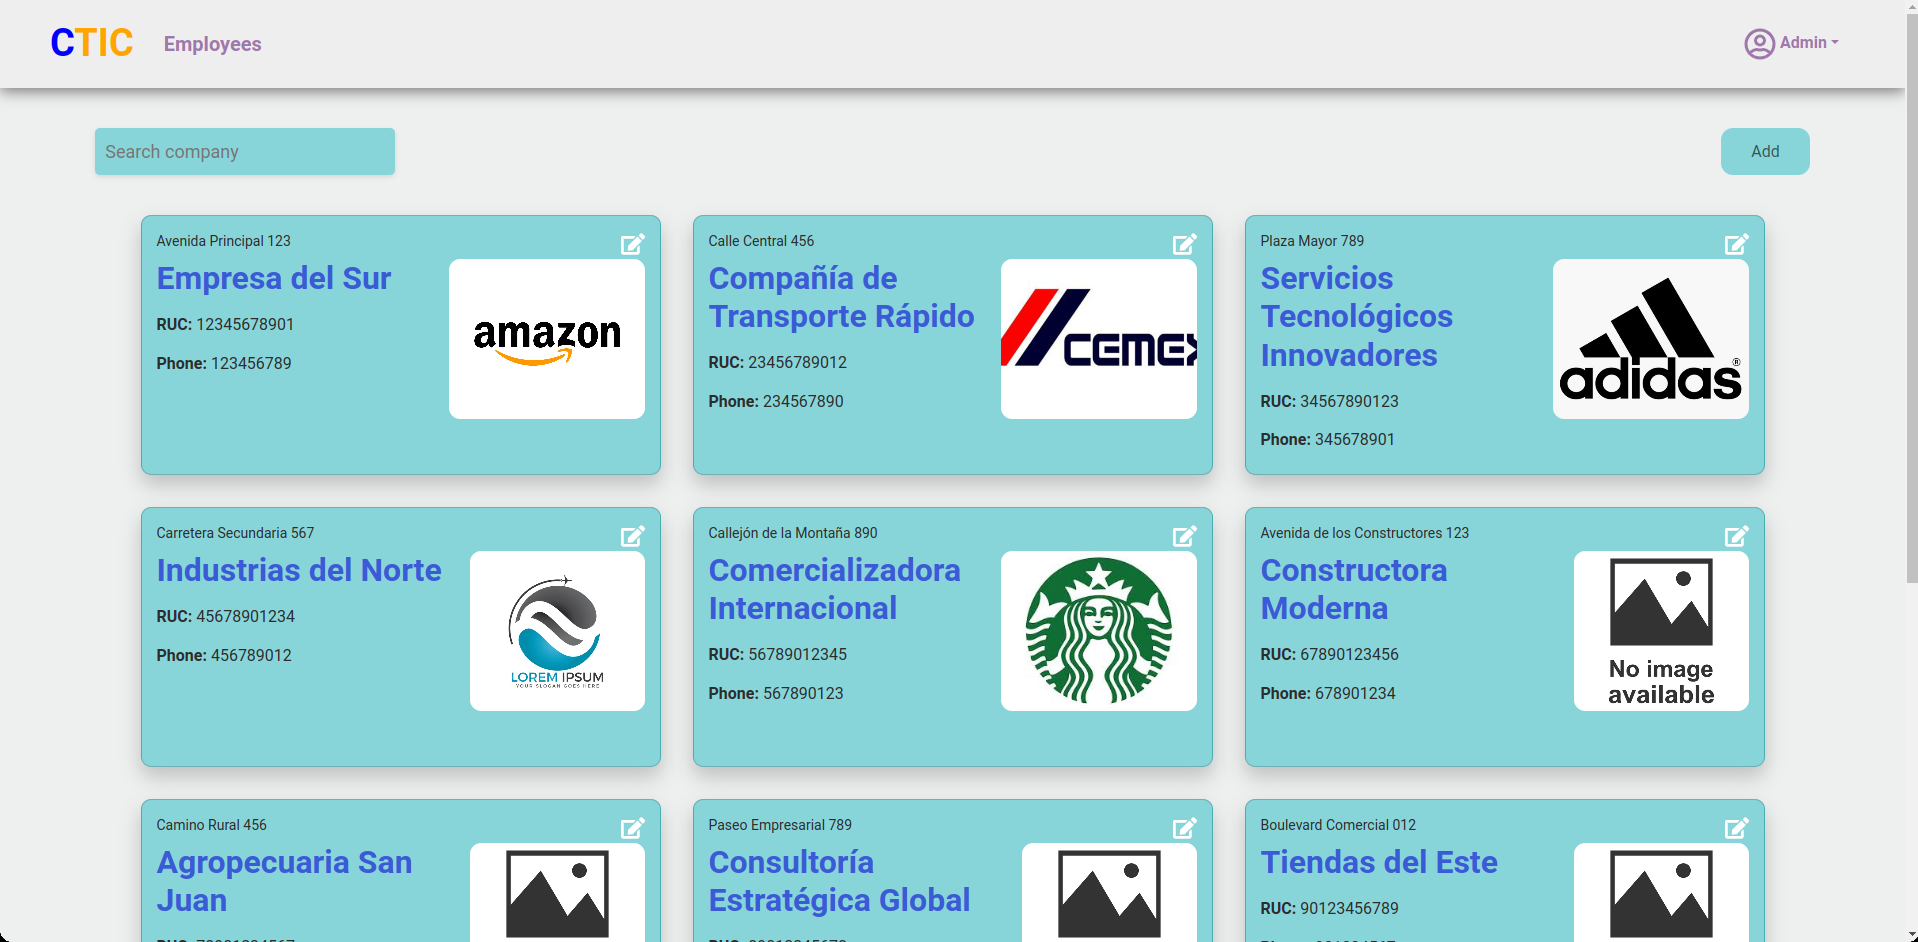 CTIC
Employees
Admin
Search company
Add
Avenida Principal 123
Empresa del Sur
RUC: 12345678901
Phone: 123456789
amazon
Calle Central 456
Compañía de
Transporte Rápido
RUC: 23456789012
Phone: 234567890
CEMEX
Plaza Mayor 789
Servicios
Tecnológicos
Innovadores
RUC: 34567890123
Phone: 345678901
adidas®
Carretera Secundaria 567
Industrias del Norte
RUC: 45678901234
Phone: 456789012
LOREM IPSUM
YOUR SLOGAN GOES HERE
Callejón de la Montaña 890
Comercializadora
Internacional
RUC: 56789012345
Phone: 567890123
Avenida de los Constructores 123
Constructora
Moderna
RUC: 67890123456
Phone: 678901234
No image
available
Camino Rural 456
Agropecuaria San
Juan
Paseo Empresarial 789
Consultoría
Estratégica Global
Boulevard Comercial 012
Tiendas del Este
RUC: 90123456789